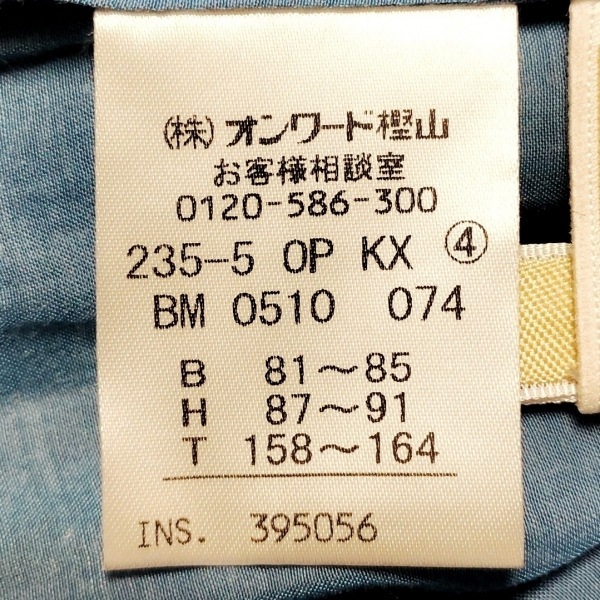 (株)オンワード樫山
お客様相談室
0120-586-300
235-5 OP KX ④
BM 0510 074
B 81～85
H 87～91
T 158～164
INS. 395056